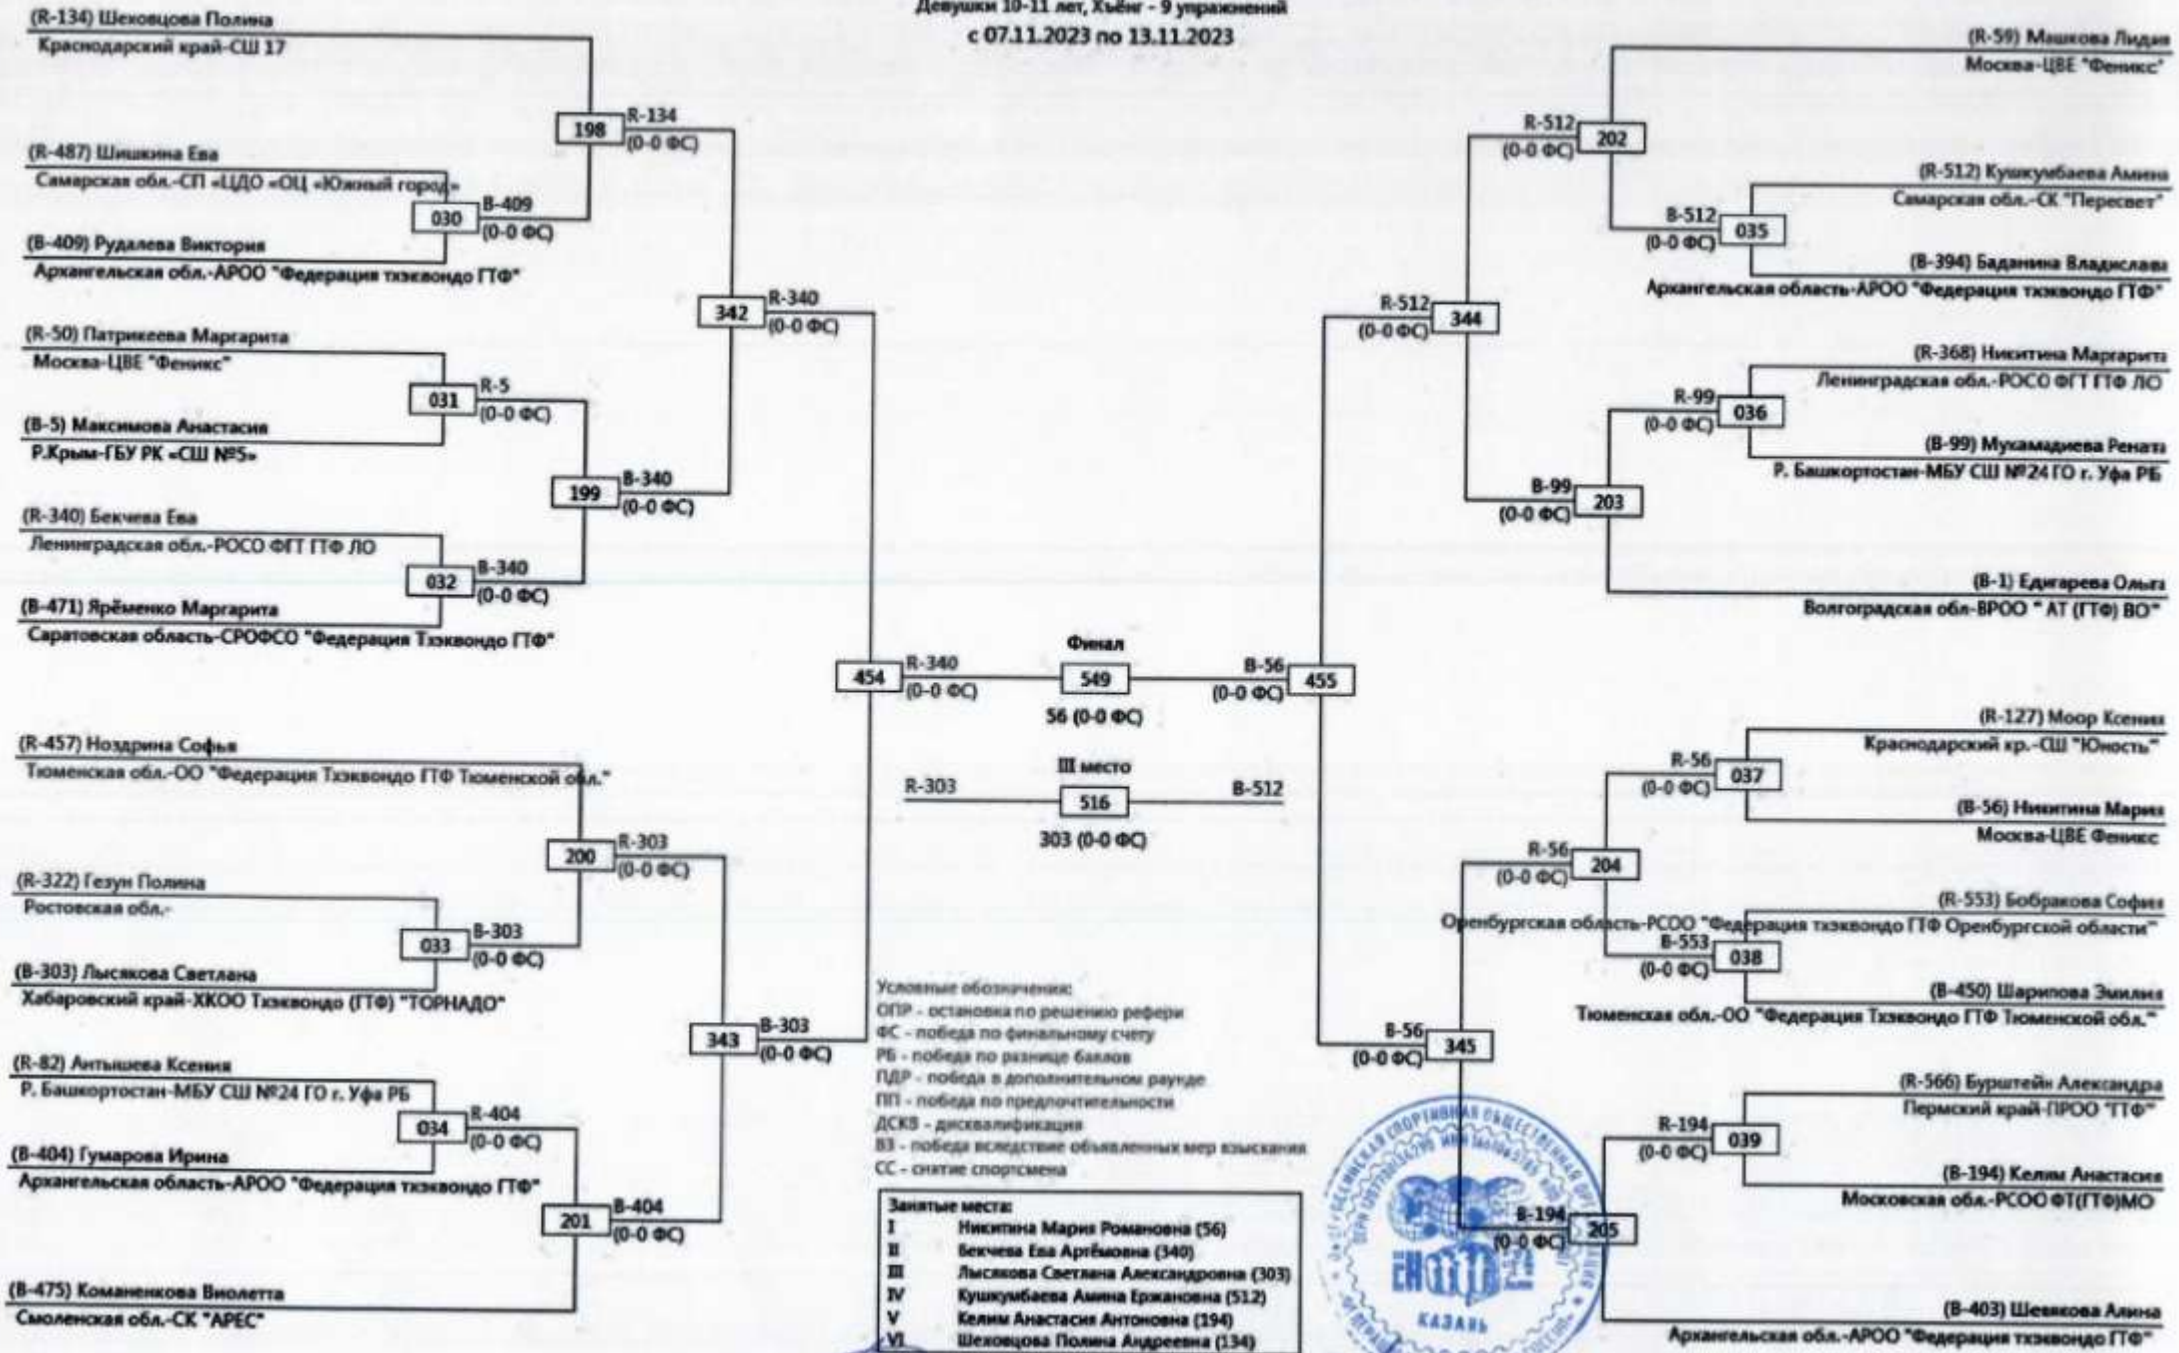 Девушки 10-11 лет, Хъёнг - 9 упражнений
с 07.11.2023 по 13.11.2023
(R-134) Шеховцова Полина
Краснодарский край-СШ 17
198
R-134
(0-0 ФС)
(R-487) Шишкина Ева
Самарская обл.-СП «ЦДО «ОЦ «Южный город»
030
B-409
(0-0 ФС)
(B-409) Рудалева Виктория
Архангельская обл.-АРОО "Федерация тхэквондо ГТФ"
342
R-340
(0-0 ФС)
(R-50) Патрикеева Маргарита
Москва-ЦВЕ "Феникс"
031
R-5
(0-0 ФС)
(B-5) Максимова Анастасия
Р.Крым-ГБУ РК «СШ №5»
199
B-340
(0-0 ФС)
(R-340) Бекчева Ева
Ленинградская обл.-РОСО ФГТ ГТФ ЛО
032
B-340
(0-0 ФС)
(B-471) Ярёменко Маргарита
Саратовская область-СРОФСО "Федерация Тхэквондо ГТФ"
454
R-340
(0-0 ФС)
(R-457) Ноздрина Софья
Тюменская обл.-ОО "Федерация Тхэквондо ГТФ Тюменской обл."
200
R-303
(0-0 ФС)
(R-322) Гезун Полина
Ростовская обл.-
033
B-303
(0-0 ФС)
(B-303) Лысякова Светлана
Хабаровский край-ХКОО Тхэквондо (ГТФ) "ТОРНАДО"
343
B-303
(0-0 ФС)
(R-82) Антышева Ксения
Р. Башкортостан-МБУ СШ №24 ГО г. Уфа РБ
034
R-404
(0-0 ФС)
(B-404) Гумарова Ирина
Архангельская область-АРОО "Федерация тхэквондо ГТФ"
201
B-404
(0-0 ФС)
(B-475) Команенкова Виолетта
Смоленская обл.-СК "АРЕС"
Финал
549
56 (0-0 ФС)
III место
R-303
516
B-512
303 (0-0 ФС)
(R-59) Машкова Лидия
Москва-ЦВЕ "Феникс"
R-512
(0-0 ФС)
202
(R-512) Кушкумбаева Амина
Самарская обл.-СК "Пересвет"
B-512
(0-0 ФС)
035
(B-394) Баданина Владислава
Архангельская область-АРОО "Федерация тхэквондо ГТФ"
R-512
(0-0 ФС)
344
(R-368) Никитина Маргарита
Ленинградская обл.-РОСО ФГТ ГТФ ЛО
R-99
(0-0 ФС)
036
(B-99) Мухамадиева Рената
Р. Башкортостан-МБУ СШ №24 ГО г. Уфа РБ
B-99
(0-0 ФС)
203
(B-1) Едигарева Ольга
Волгоградская обл-ВРОО " АТ (ГТФ) ВО"
B-56
(0-0 ФС)
455
(R-127) Моор Ксения
Краснодарский кр.-СШ "Юность"
R-56
(0-0 ФС)
037
(B-56) Никитина Мария
Москва-ЦВЕ Феникс
R-56
(0-0 ФС)
204
(R-553) Бобракова София
Оренбургская область-РСОО "Федерация тхэквондо ГТФ Оренбургской области"
B-553
(0-0 ФС)
038
(B-450) Шарипова Эмилия
Тюменская обл.-ОО "Федерация Тхэквондо ГТФ Тюменской обл."
B-56
(0-0 ФС)
345
(R-566) Бурштейн Александра
Пермский край-ПРОО "ГТФ"
R-194
(0-0 ФС)
039
(B-194) Келим Анастасия
Московская обл.-РСОО ФТ(ГТФ)МО
B-194
(0-0 ФС)
205
(B-403) Шевякова Алина
Архангельская обл.-АРОО "Федерация тхэквондо ГТФ"
Условные обозначения:
ОПР - остановка по решению рефери
ФС - победа по финальному счету
РБ - победа по разнице баллов
ПДР - победа в дополнительном раунде
ПП - победа по предпочтительности
ДСКВ - дисквалификация
ВЗ - победа вследствие объявленных мер взыскания
СС - снятие спортсмена
Занятые места:
I Никитина Мария Романовна (56)
II Бекчева Ева Артёмовна (340)
III Лысякова Светлана Александровна (303)
IV Кушкумбаева Амина Ержановна (512)
V Келим Анастасия Антоновна (194)
VI Шеховцова Полина Андреевна (134)
КАЗАНЬ